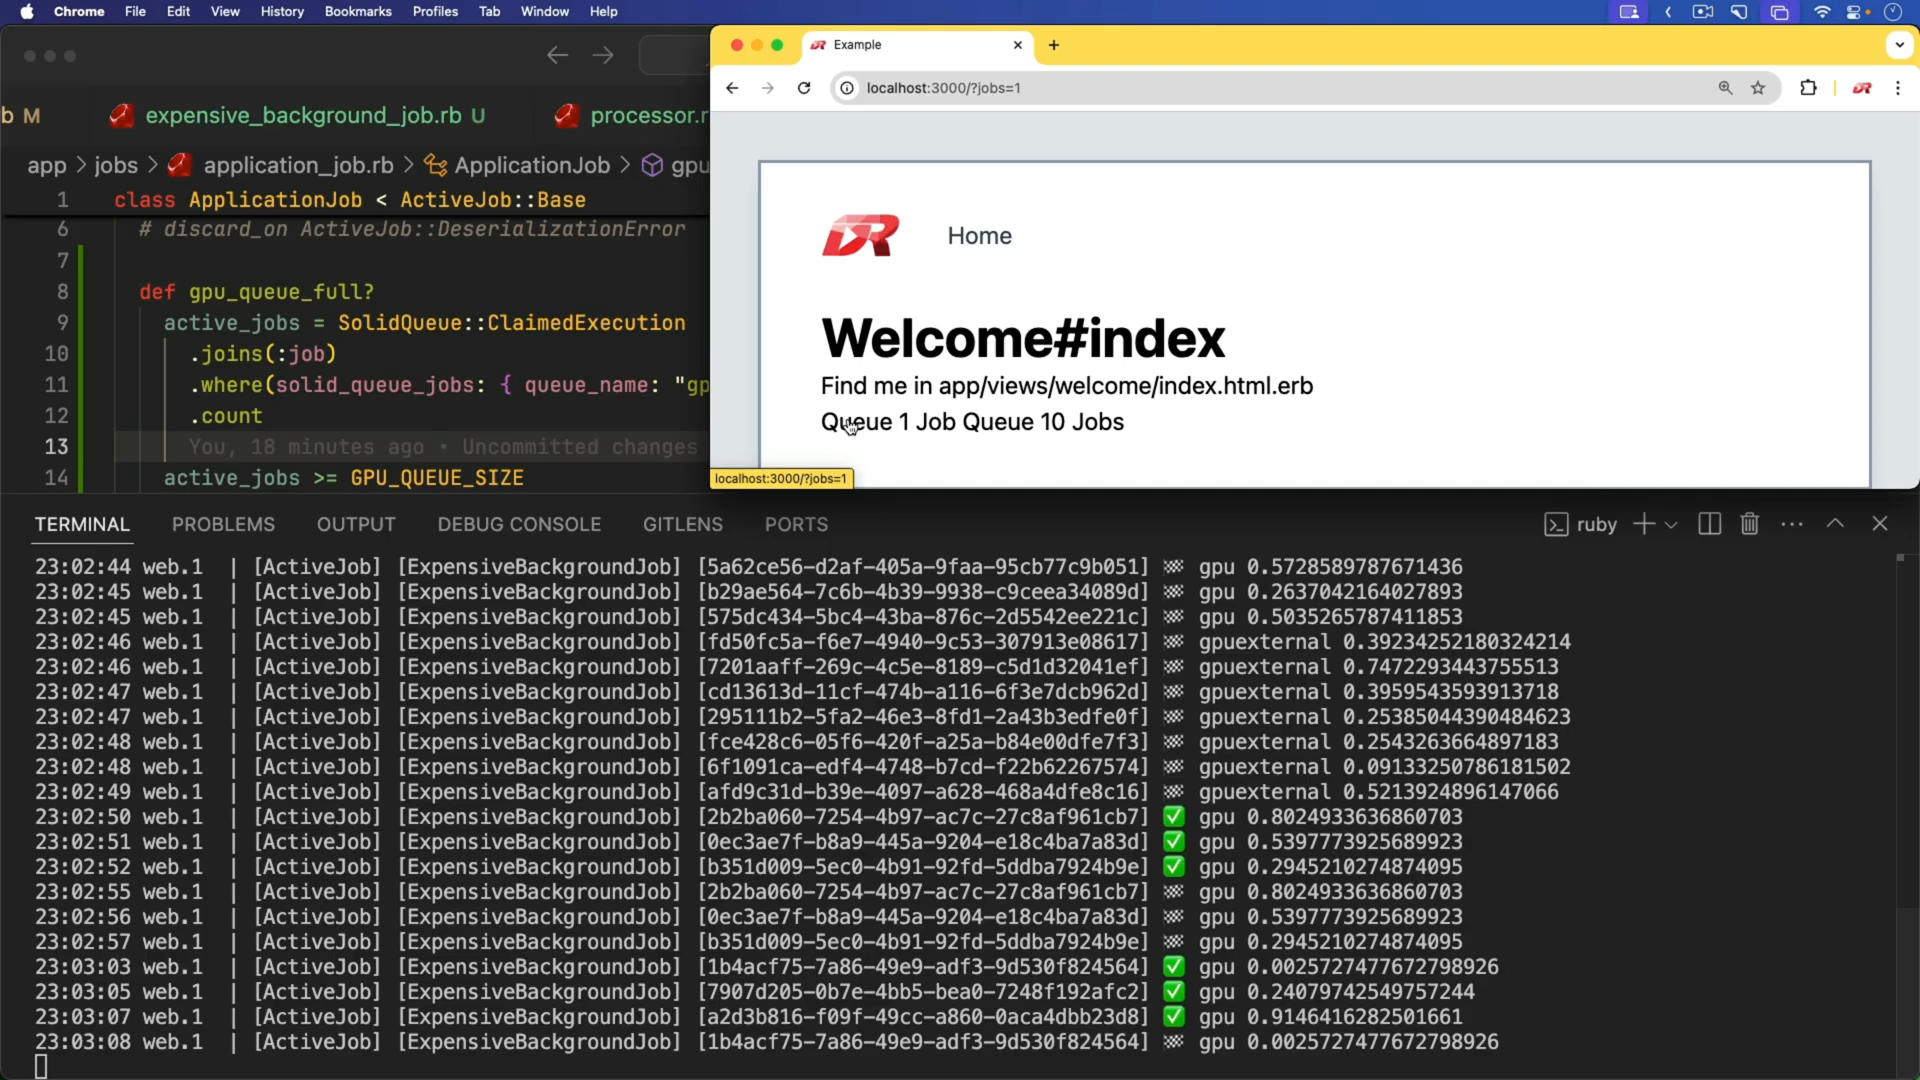 Chrome File Edit View History Bookmarks Profiles Tab Window Help
Example
localhost:3000/?jobs=1
b M expensive_background_job.rb U processor.r
app > jobs > application_job.rb > ApplicationJob > gpu
1 class ApplicationJob < ActiveJob::Base
6 # discard_on ActiveJob::DeserializationError
7
8 def gpu_queue_full?
9 active_jobs = SolidQueue::ClaimedExecution
10 .joins(:job)
11 .where(solid_queue_jobs: { queue_name: "gp
12 .count
13 You, 18 minutes ago • Uncommitted changes
14 active_jobs >= GPU_QUEUE_SIZE
DR Home
Welcome#index
Find me in app/views/welcome/index.html.erb
Queue 1 Job Queue 10 Jobs
localhost:3000/?jobs=1
TERMINAL PROBLEMS OUTPUT DEBUG CONSOLE GITLENS PORTS ruby
23:02:44 web.1 | [ActiveJob] [ExpensiveBackgroundJob] [5a62ce56-d2af-405a-9faa-95cb77c9b051] 🏁 gpu 0.5728589787671436
23:02:45 web.1 | [ActiveJob] [ExpensiveBackgroundJob] [b29ae564-7c6b-4b39-9938-c9ceea34089d] 🏁 gpu 0.2637042164027893
23:02:45 web.1 | [ActiveJob] [ExpensiveBackgroundJob] [575dc434-5bc4-43ba-876c-2d5542ee221c] 🏁 gpu 0.5035265787411853
23:02:46 web.1 | [ActiveJob] [ExpensiveBackgroundJob] [fd50fc5a-f6e7-4940-9c53-307913e08617] 🏁 gpuexternal 0.39234252180324214
23:02:46 web.1 | [ActiveJob] [ExpensiveBackgroundJob] [7201aaff-269c-4c5e-8189-c5d1d32041ef] 🏁 gpuexternal 0.7472293443755513
23:02:47 web.1 | [ActiveJob] [ExpensiveBackgroundJob] [cd13613d-11cf-474b-a116-6f3e7dcb962d] 🏁 gpuexternal 0.3959543593913718
23:02:47 web.1 | [ActiveJob] [ExpensiveBackgroundJob] [295111b2-5fa2-46e3-8fd1-2a43b3edfe0f] 🏁 gpuexternal 0.25385044390484623
23:02:48 web.1 | [ActiveJob] [ExpensiveBackgroundJob] [fce428c6-05f6-420f-a25a-b84e00dfe7f3] 🏁 gpuexternal 0.2543263664897183
23:02:48 web.1 | [ActiveJob] [ExpensiveBackgroundJob] [6f1091ca-edf4-4748-b7cd-f22b62267574] 🏁 gpuexternal 0.09133250786181502
23:02:49 web.1 | [ActiveJob] [ExpensiveBackgroundJob] [afd9c31d-b39e-4097-a628-468a4dfe8c16] 🏁 gpuexternal 0.5213924896147066
23:02:50 web.1 | [ActiveJob] [ExpensiveBackgroundJob] [2b2ba060-7254-4b97-ac7c-27c8af961cb7] ✅ gpu 0.8024933636860703
23:02:51 web.1 | [ActiveJob] [ExpensiveBackgroundJob] [0ec3ae7f-b8a9-445a-9204-e18c4ba7a83d] ✅ gpu 0.5397773925689923
23:02:52 web.1 | [ActiveJob] [ExpensiveBackgroundJob] [b351d009-5ec0-4b91-92fd-5ddba7924b9e] ✅ gpu 0.2945210274874095
23:02:55 web.1 | [ActiveJob] [ExpensiveBackgroundJob] [2b2ba060-7254-4b97-ac7c-27c8af961cb7] 🏁 gpu 0.8024933636860703
23:02:56 web.1 | [ActiveJob] [ExpensiveBackgroundJob] [0ec3ae7f-b8a9-445a-9204-e18c4ba7a83d] 🏁 gpu 0.5397773925689923
23:02:57 web.1 | [ActiveJob] [ExpensiveBackgroundJob] [b351d009-5ec0-4b91-92fd-5ddba7924b9e] 🏁 gpu 0.2945210274874095
23:03:03 web.1 | [ActiveJob] [ExpensiveBackgroundJob] [1b4acf75-7a86-49e9-adf3-9d530f824564] ✅ gpu 0.0025727477672798926
23:03:05 web.1 | [ActiveJob] [ExpensiveBackgroundJob] [7907d205-0b7e-4bb5-bea0-7248f192afc2] ✅ gpu 0.24079742549757244
23:03:07 web.1 | [ActiveJob] [ExpensiveBackgroundJob] [a2d3b816-f09f-49cc-a860-0aca4dbb23d8] ✅ gpu 0.9146416282501661
23:03:08 web.1 | [ActiveJob] [ExpensiveBackgroundJob] [1b4acf75-7a86-49e9-adf3-9d530f824564] 🏁 gpu 0.0025727477672798926